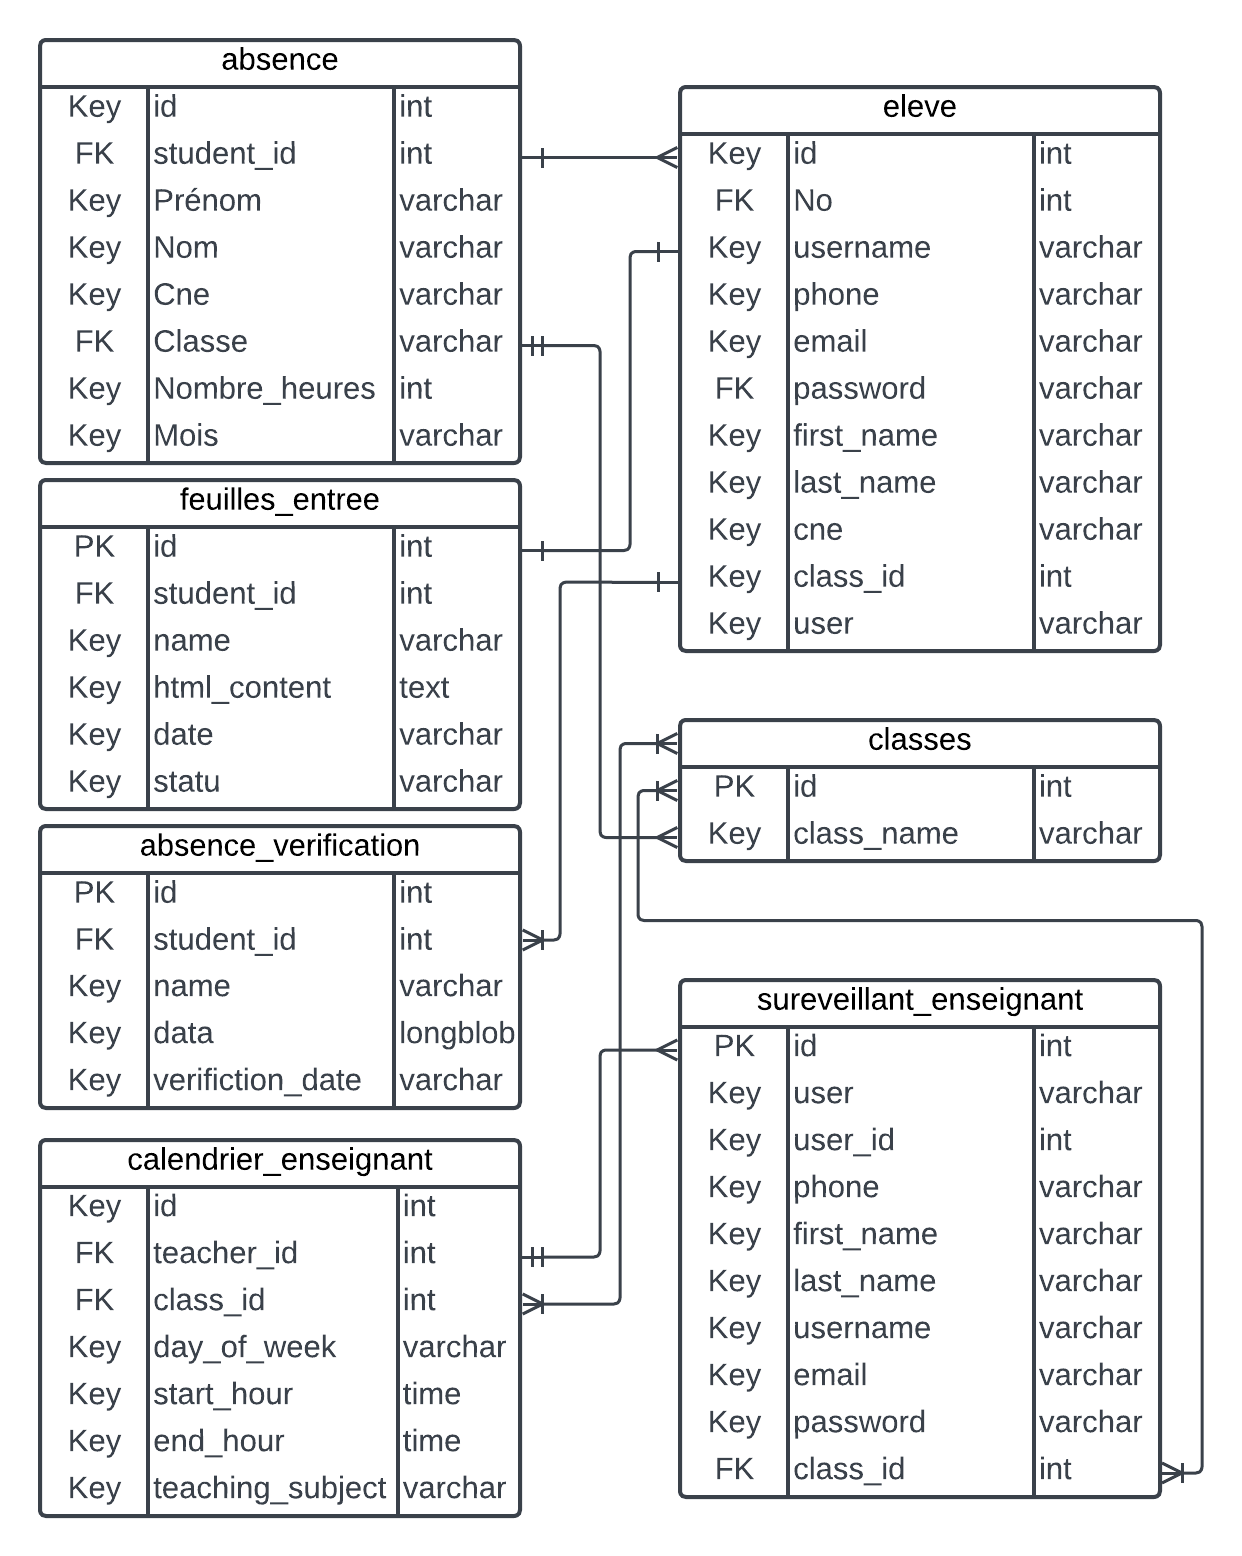 absence
Key id int
FK student_id int
Key Prénom varchar
Key Nom varchar
Key Cne varchar
FK Classe varchar
Key Nombre_heures int
Key Mois varchar
feuilles_entree
PK id int
FK student_id int
Key name varchar
Key html_content text
Key date varchar
Key statu varchar
absence_verification
PK id int
FK student_id int
Key name varchar
Key data longblob
Key verifiction_date varchar
calendrier_enseignant
Key id int
FK teacher_id int
FK class_id int
Key day_of_week varchar
Key start_hour time
Key end_hour time
Key teaching_subject varchar
eleve
Key id int
FK No int
Key username varchar
Key phone varchar
Key email varchar
FK password varchar
Key first_name varchar
Key last_name varchar
Key cne varchar
Key class_id int
Key user varchar
classes
PK id int
Key class_name varchar
sureveillant_enseignant
PK id int
Key user varchar
Key user_id int
Key phone varchar
Key first_name varchar
Key last_name varchar
Key username varchar
Key email varchar
Key password varchar
FK class_id int